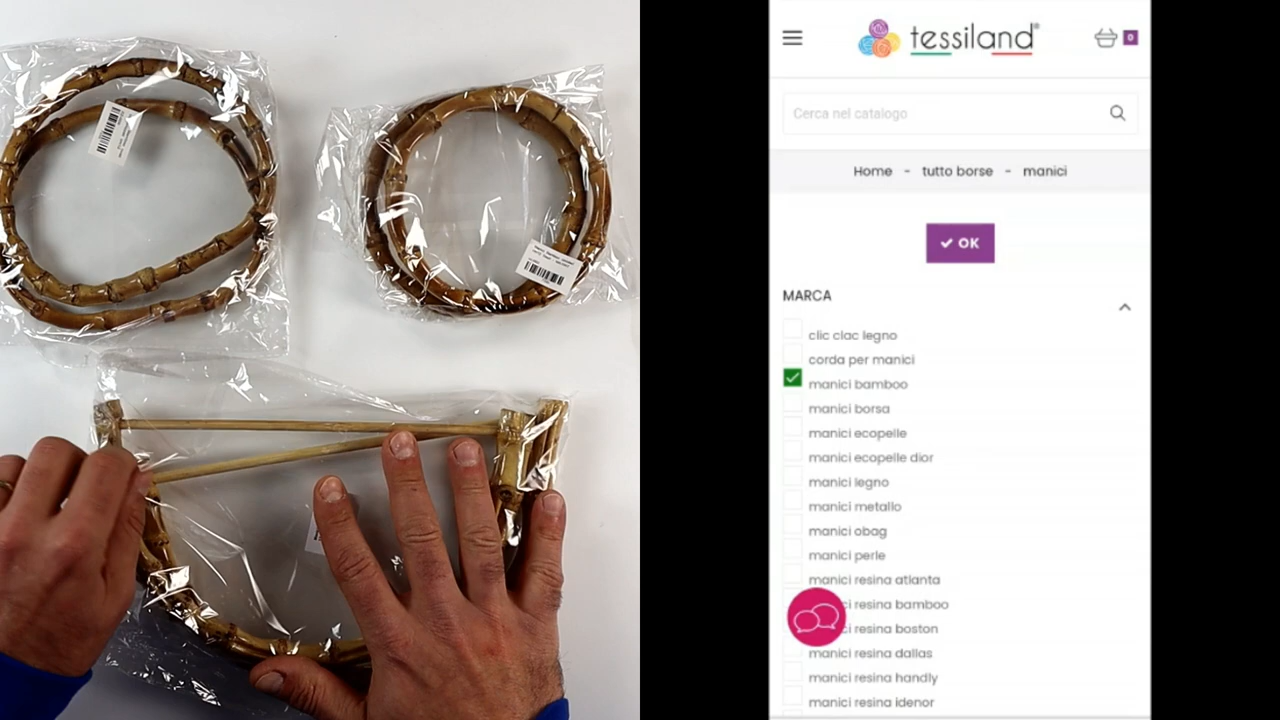 tessiland®
0
Cerca nel catalogo
Home - tutto borse - manici
OK
MARCA
clic clac legno
corda per manici
manici bamboo
manici borsa
manici ecopelle
manici ecopelle dior
manici legno
manici metallo
manici obag
manici perle
manici resina atlanta
ci resina bamboo
ci resina boston
manici resina dallas
manici resina handly
manici resina idenor